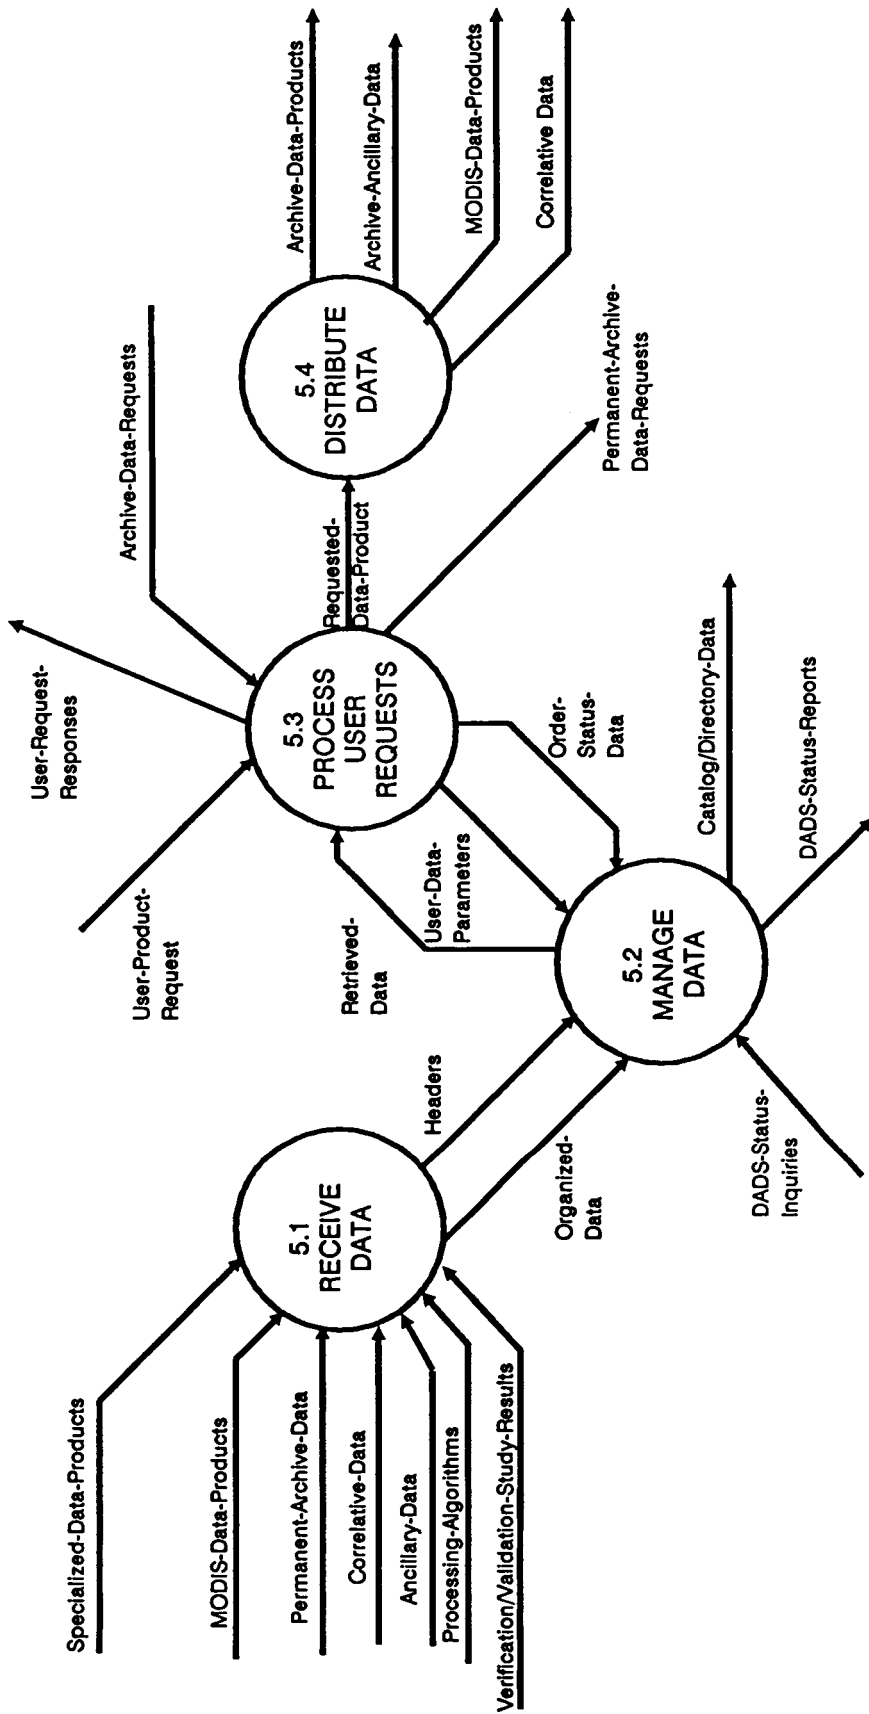 Specialized-Data-Products
MODIS-Data-Products
Permanent-Archive-Data
Correlative-Data
Ancillary-Data
Processing-Algorithms
Verification/Validation-Study-Results
5.1
RECEIVE
DATA
Headers
Organized-
Data
DADS-Status-
Inquiries
5.2
MANAGE
DATA
Catalog/Directory-Data
DADS-Status-Reports
Retrieved-
Data
User-Data-
Parameters
Order-
Status-
Data
User-Product-
Request
User-Request-
Responses
Archive-Data-Requests
5.3
PROCESS
USER
REQUESTS
Requested-
Data-Product
Permanent-Archive-
Data-Requests
5.4
DISTRIBUTE
DATA
Archive-Data-Products
Archive-Ancillary-Data
MODIS-Data-Products
Correlative Data